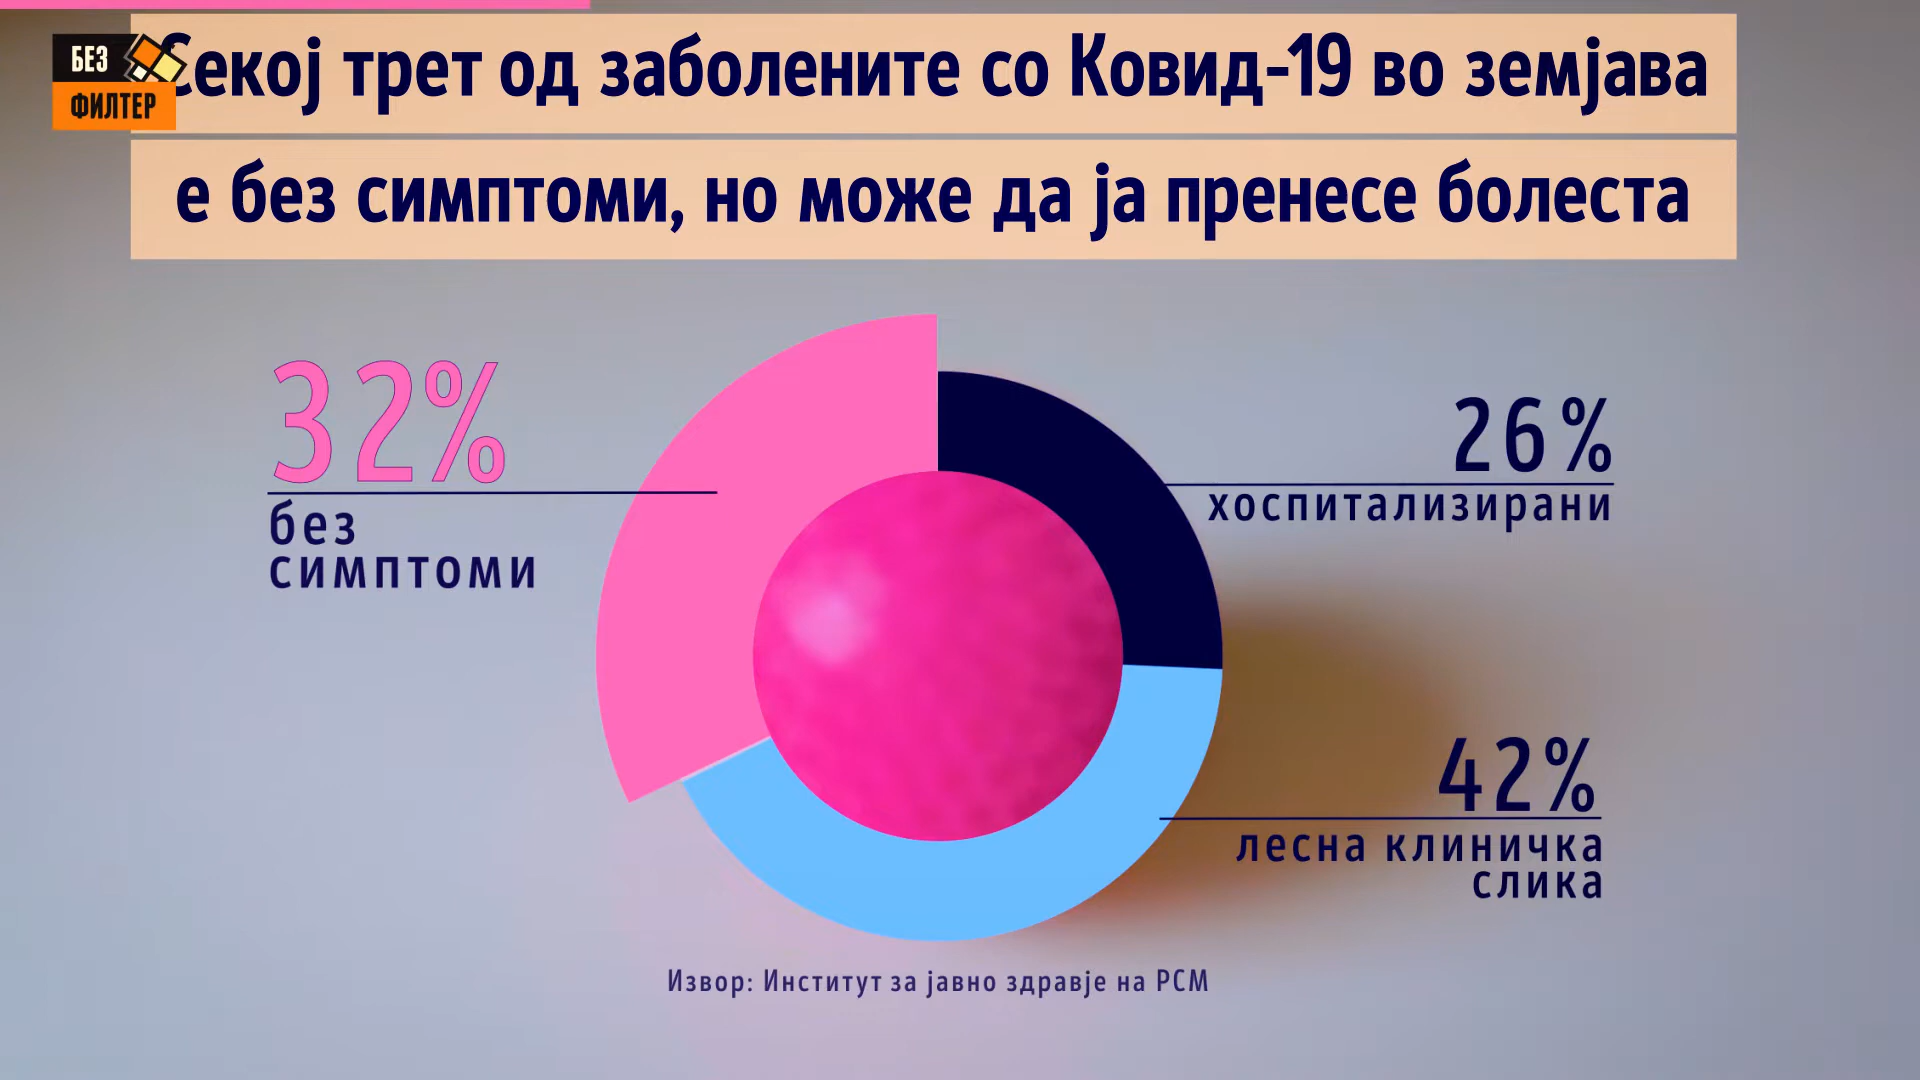 БЕЗ
ФИЛТЕР
Секој трет од заболените со Ковид-19 во земјава
е без симптоми, но може да ја пренесе болеста
32%
без
симптоми
26%
хоспитализирани
42%
лесна клиничка
слика
Извор: Институт за јавно здравје на РСМ